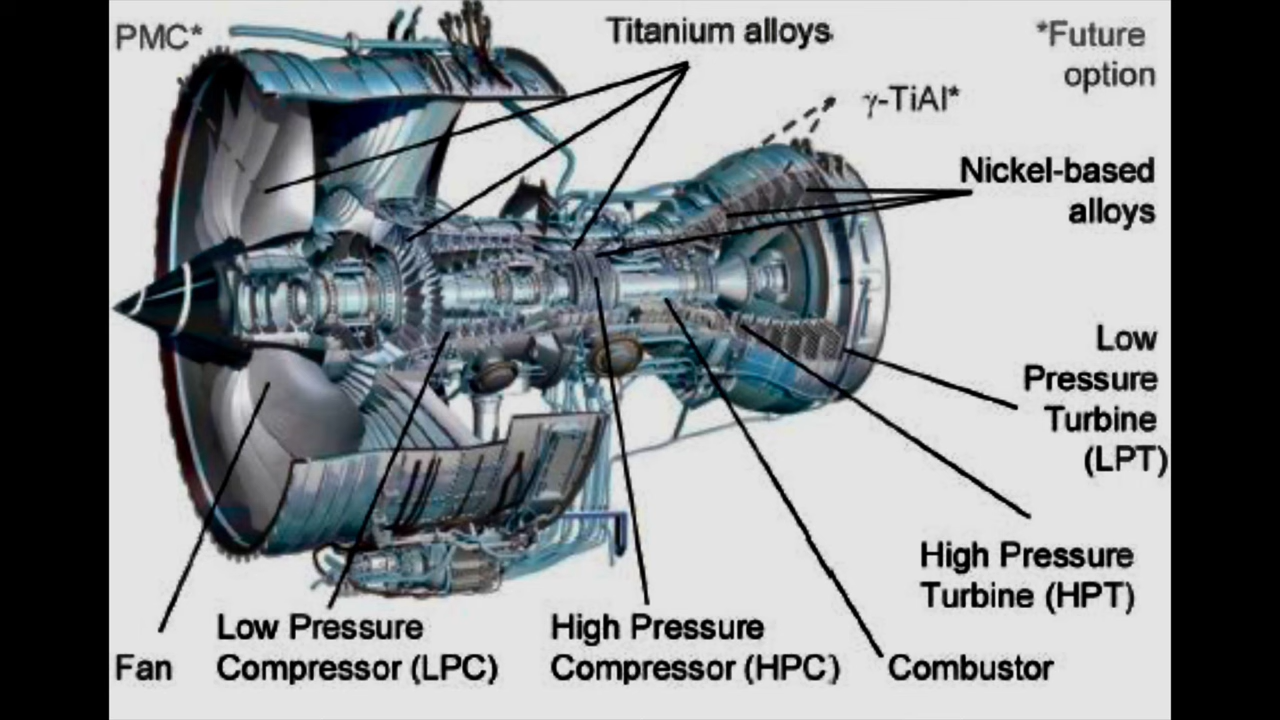 PMC*
Titanium alloys
*Future
option
γ-TiAl*
Nickel-based
alloys
Low
Pressure
Turbine
(LPT)
High Pressure
Turbine (HPT)
Fan
Low Pressure
Compressor (LPC)
High Pressure
Compressor (HPC)
Combustor